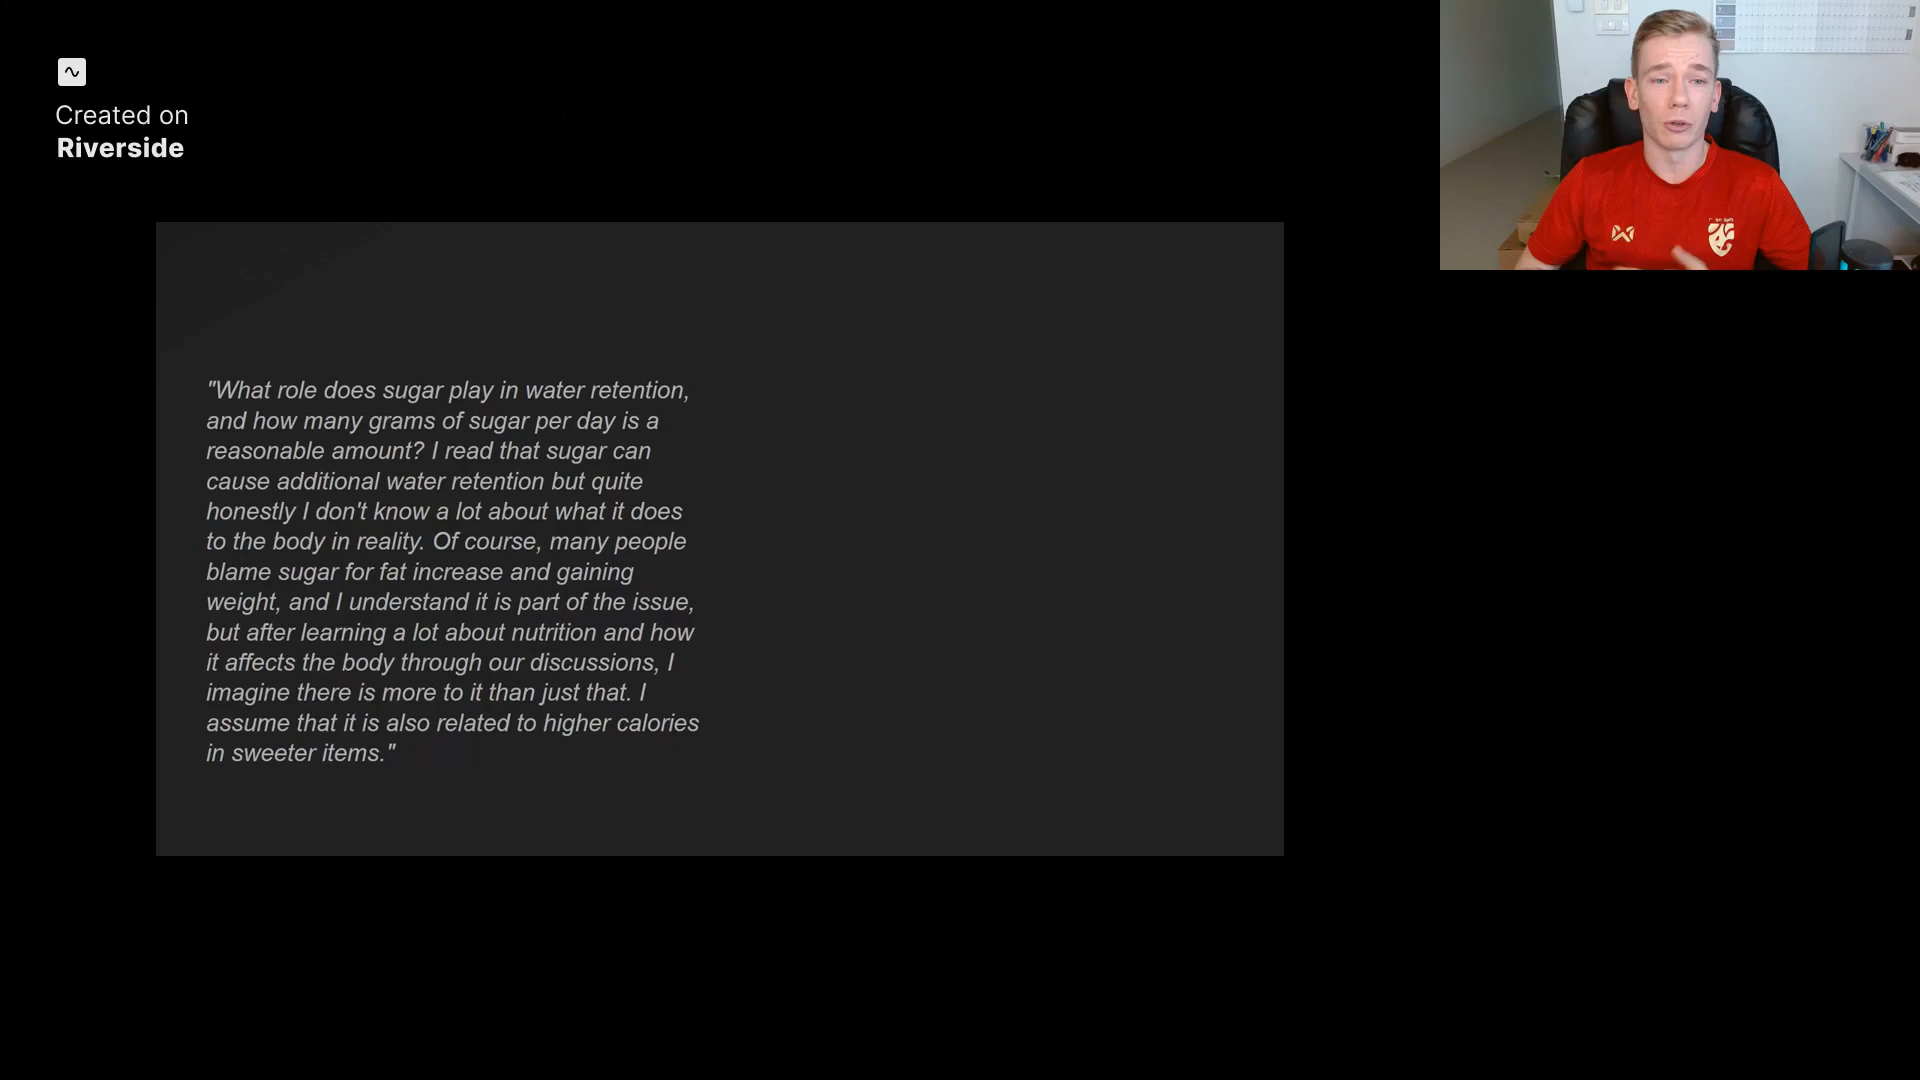 Created on
Riverside
"What role does sugar play in water retention,
and how many grams of sugar per day is a
reasonable amount? I read that sugar can
cause additional water retention but quite
honestly I don't know a lot about what it does
to the body in reality. Of course, many people
blame sugar for fat increase and gaining
weight, and I understand it is part of the issue,
but after learning a lot about nutrition and how
it affects the body through our discussions, I
imagine there is more to it than just that. I
assume that it is also related to higher calories
in sweeter items."